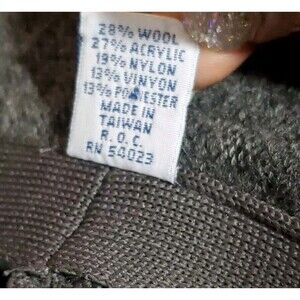 28% WOOL
27% ACRYLIC
19% NYLON
13% VINYON
13% POLYESTER
MADE IN
TAIWAN
R. O. C.
RN 54023